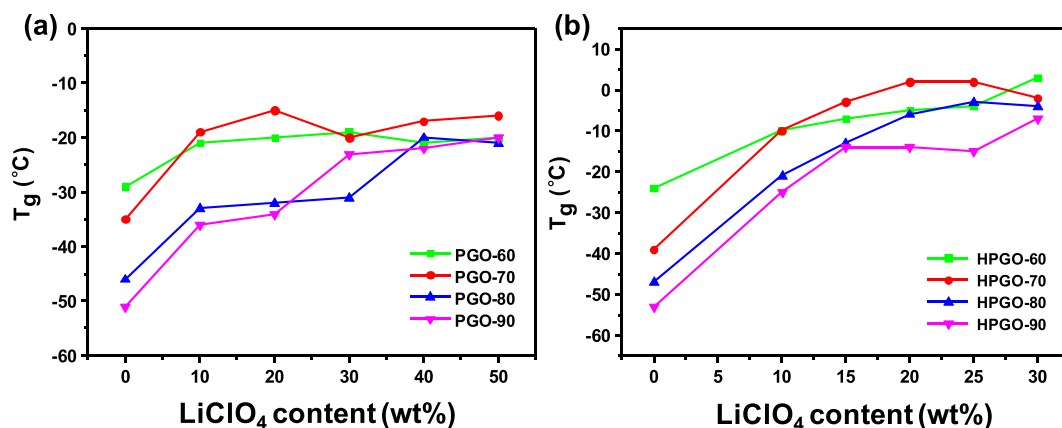 (a)
0
-10
-20
-30
-40
-50
-60
Tg (°C)
PGO-60
PGO-70
PGO-80
PGO-90
0 10 20 30 40 50
LiClO4 content (wt%)
(b)
10
0
-10
-20
-30
-40
-50
-60
Tg (°C)
HPGO-60
HPGO-70
HPGO-80
HPGO-90
0 5 10 15 20 25 30
LiClO4 content (wt%)